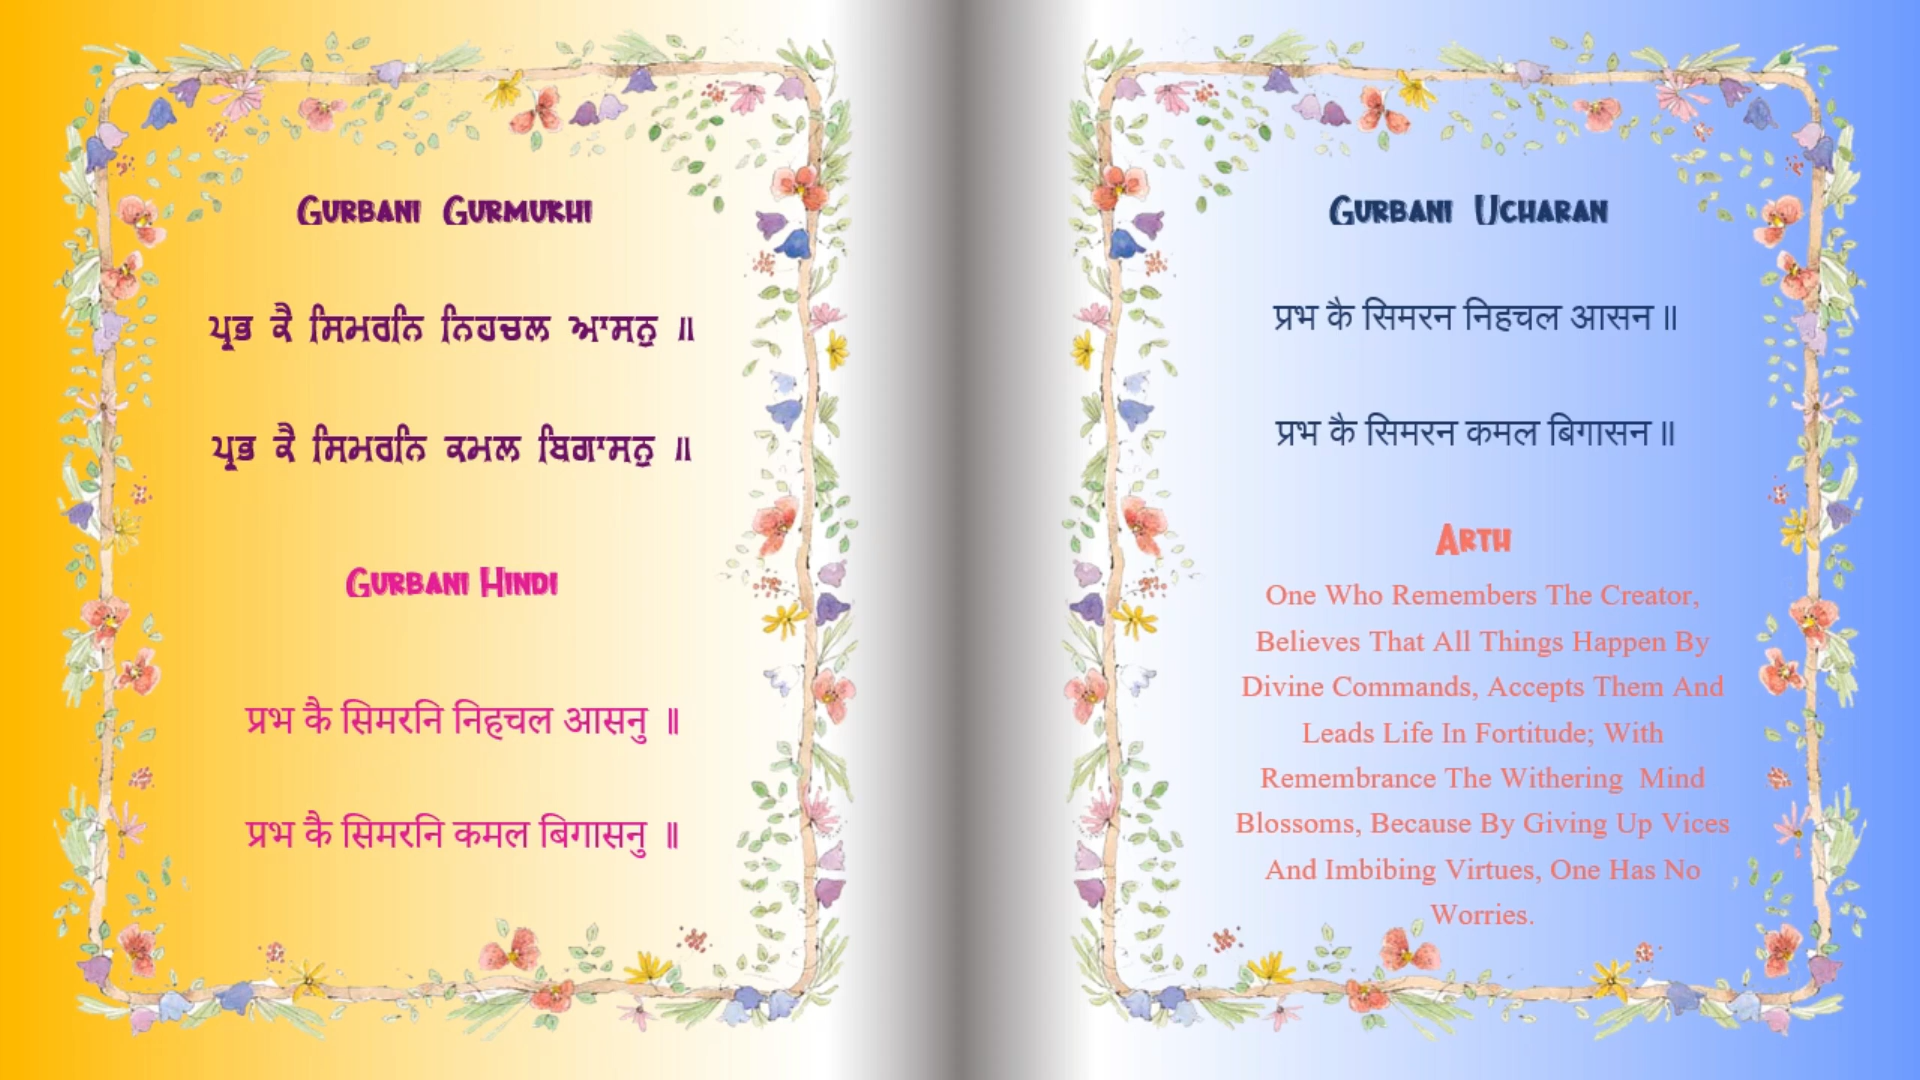 Gurbani Gurmukhi
ਪ੍ਰਭ ਕੈ ਸਿਮਰਨਿ ਨਿਹਚਲ ਆਸਨੁ ॥
ਪ੍ਰਭ ਕੈ ਸਿਮਰਨਿ ਕਮਲ ਬਿਗਾਸਨੁ ॥
Gurbani Hindi
प्रभ कै सिमरनि निहचल आसनु ॥
प्रभ कै सिमरनि कमल बिगासनु ॥
Gurbani Ucharan
प्रभ कै सिमरन निहचल आसन ॥
प्रभ कै सिमरन कमल बिगासन ॥
Arth
One Who Remembers The Creator,
Believes That All Things Happen By
Divine Commands, Accepts Them And
Leads Life In Fortitude; With
Remembrance The Withering Mind
Blossoms, Because By Giving Up Vices
And Imbibing Virtues, One Has No
Worries.